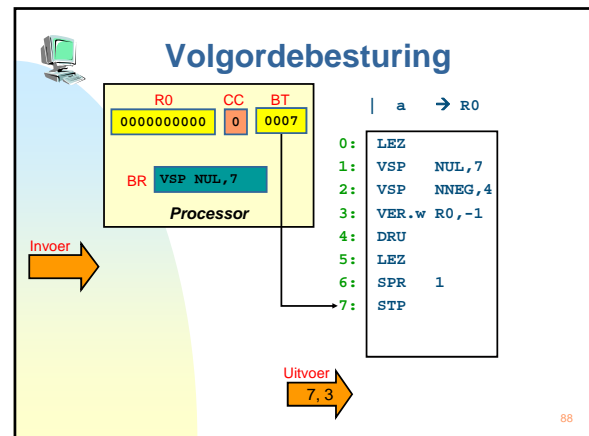 Volgordebesturing
R0 CC BT
0000000000 0 0007
BR VSP NUL,7
Processor
Invoer
| a → R0
0: LEZ
1: VSP NUL,7
2: VSP NNEG,4
3: VER.w R0,-1
4: DRU
5: LEZ
6: SPR 1
7: STP
Uitvoer
7, 3
88